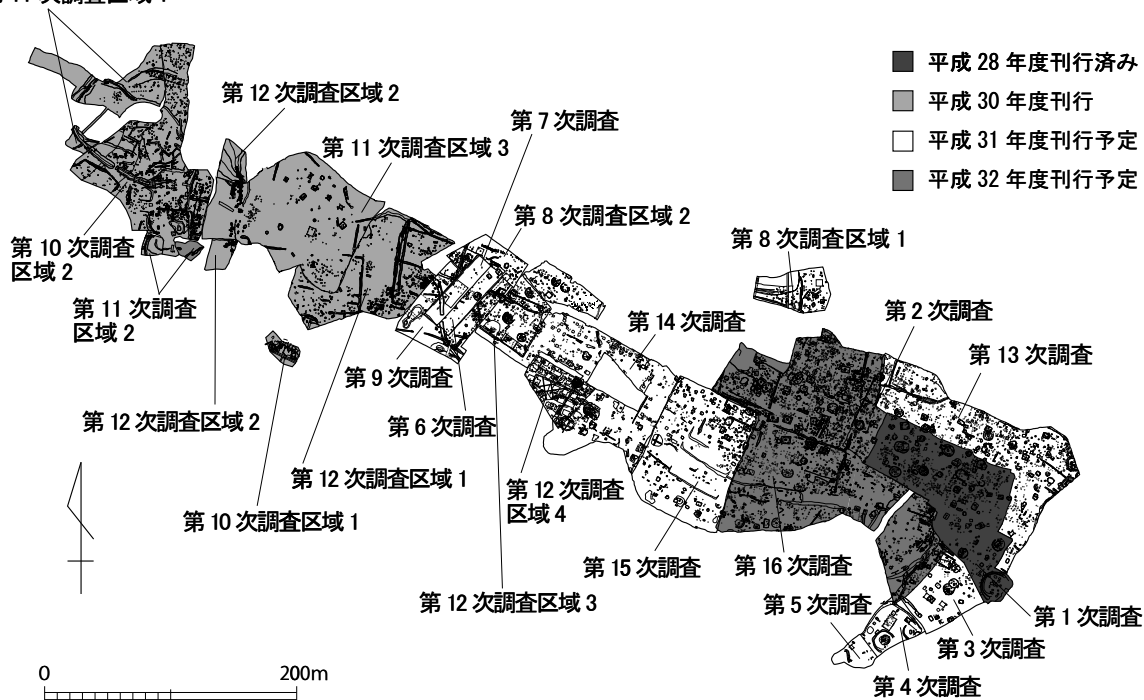 平成 28 年度刊行済み
平成 30 年度刊行
平成 31 年度刊行予定
平成 32 年度刊行予定
第 12 次調査区域 2
第 7 次調査
第 11 次調査区域 3
第 8 次調査区域 2
第 8 次調査区域 1
第 10 次調査
区域 2
第 11 次調査
区域 2
第 14 次調査
第 2 次調査
第 13 次調査
第 9 次調査
第 12 次調査区域 2
第 6 次調査
第 12 次調査区域 1
第 12 次調査
区域 4
第 10 次調査区域 1
第 15 次調査
第 16 次調査
第 12 次調査区域 3
第 5 次調査
第 1 次調査
第 3 次調査
第 4 次調査
0
200m